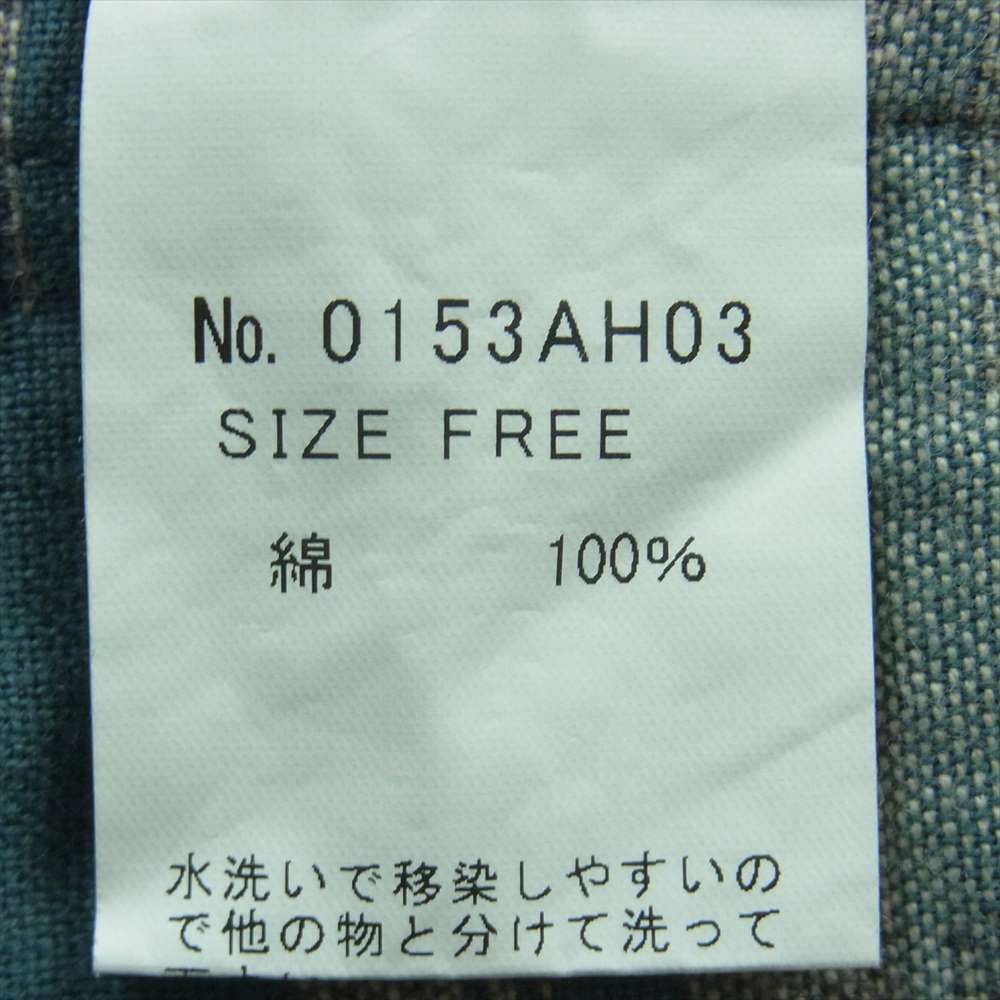 No. 0153AH03
SIZE FREE
綿 100%
水洗いで移染しやすいの
で他の物と分けて洗って